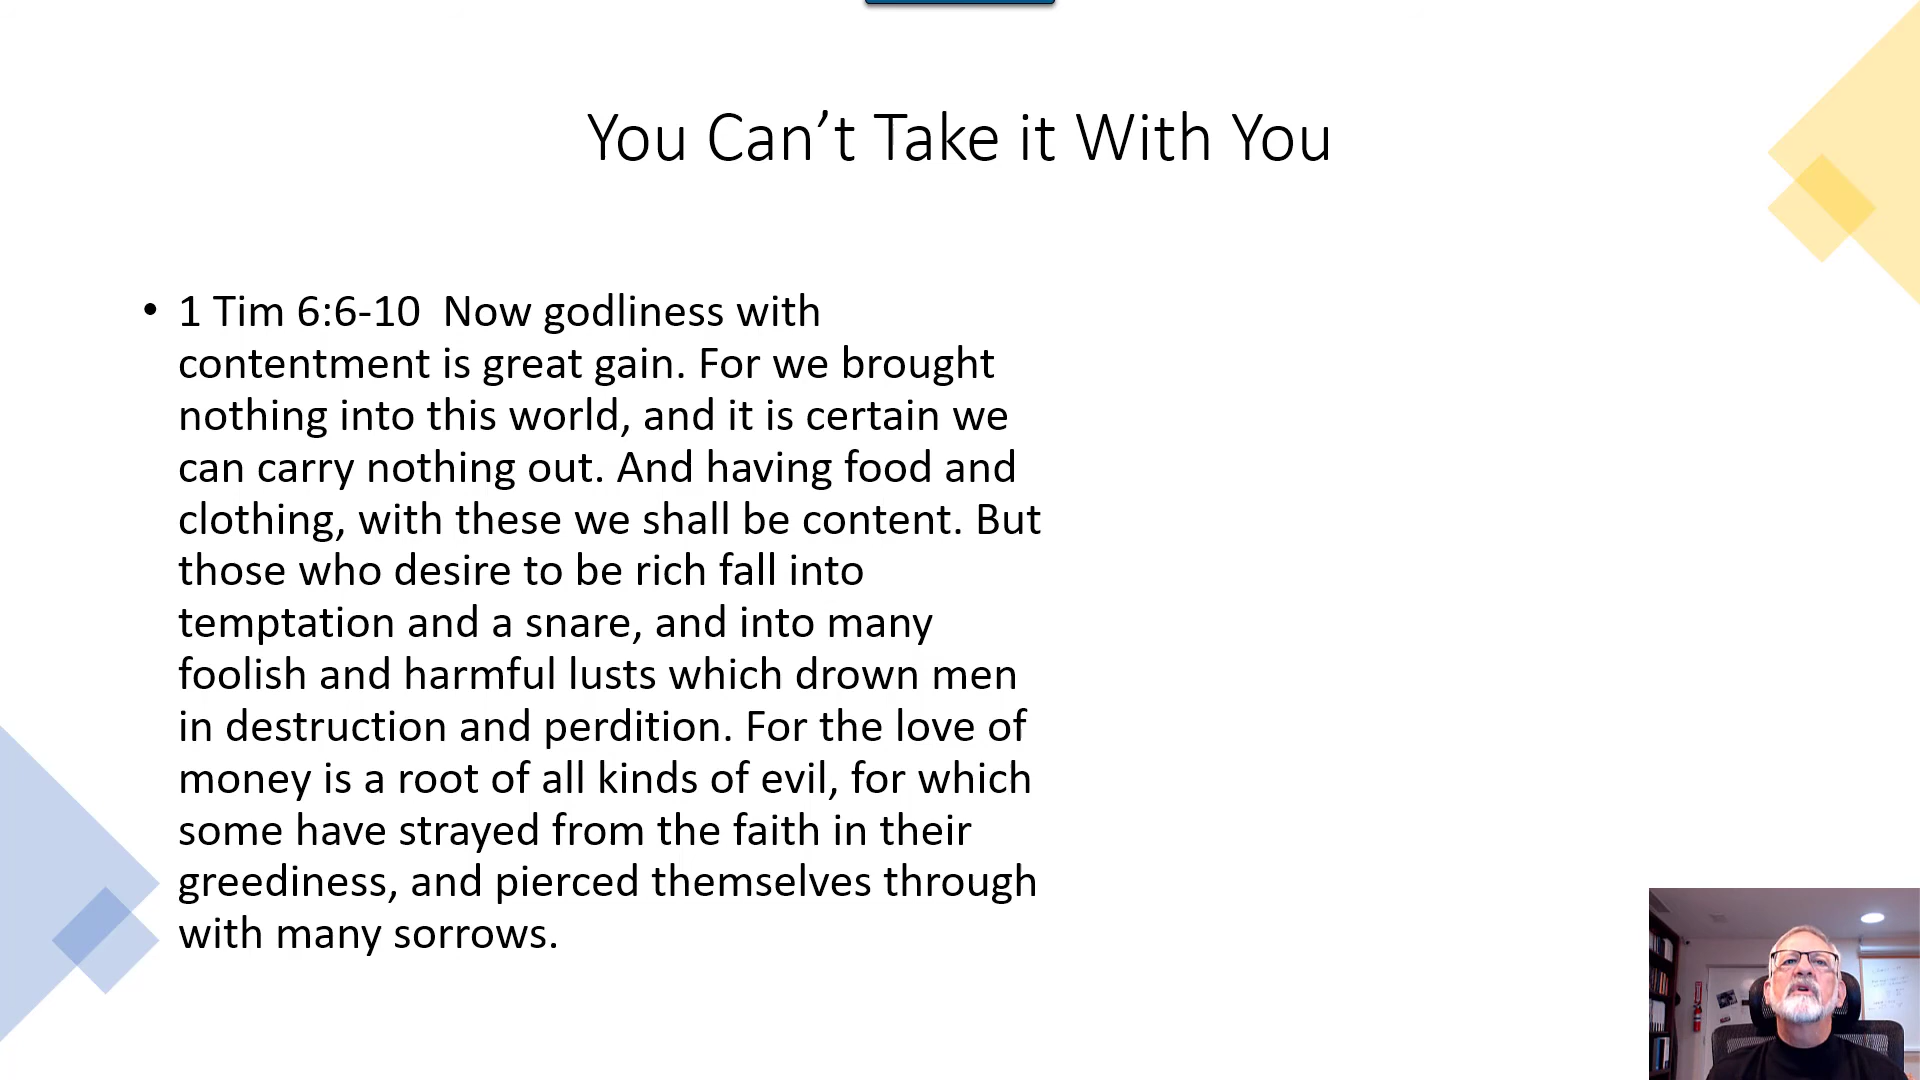 You Can’t Take it With You
• 1 Tim 6:6-10  Now godliness with
contentment is great gain. For we brought
nothing into this world, and it is certain we
can carry nothing out. And having food and
clothing, with these we shall be content. But
those who desire to be rich fall into
temptation and a snare, and into many
foolish and harmful lusts which drown men
in destruction and perdition. For the love of
money is a root of all kinds of evil, for which
some have strayed from the faith in their
greediness, and pierced themselves through
with many sorrows.